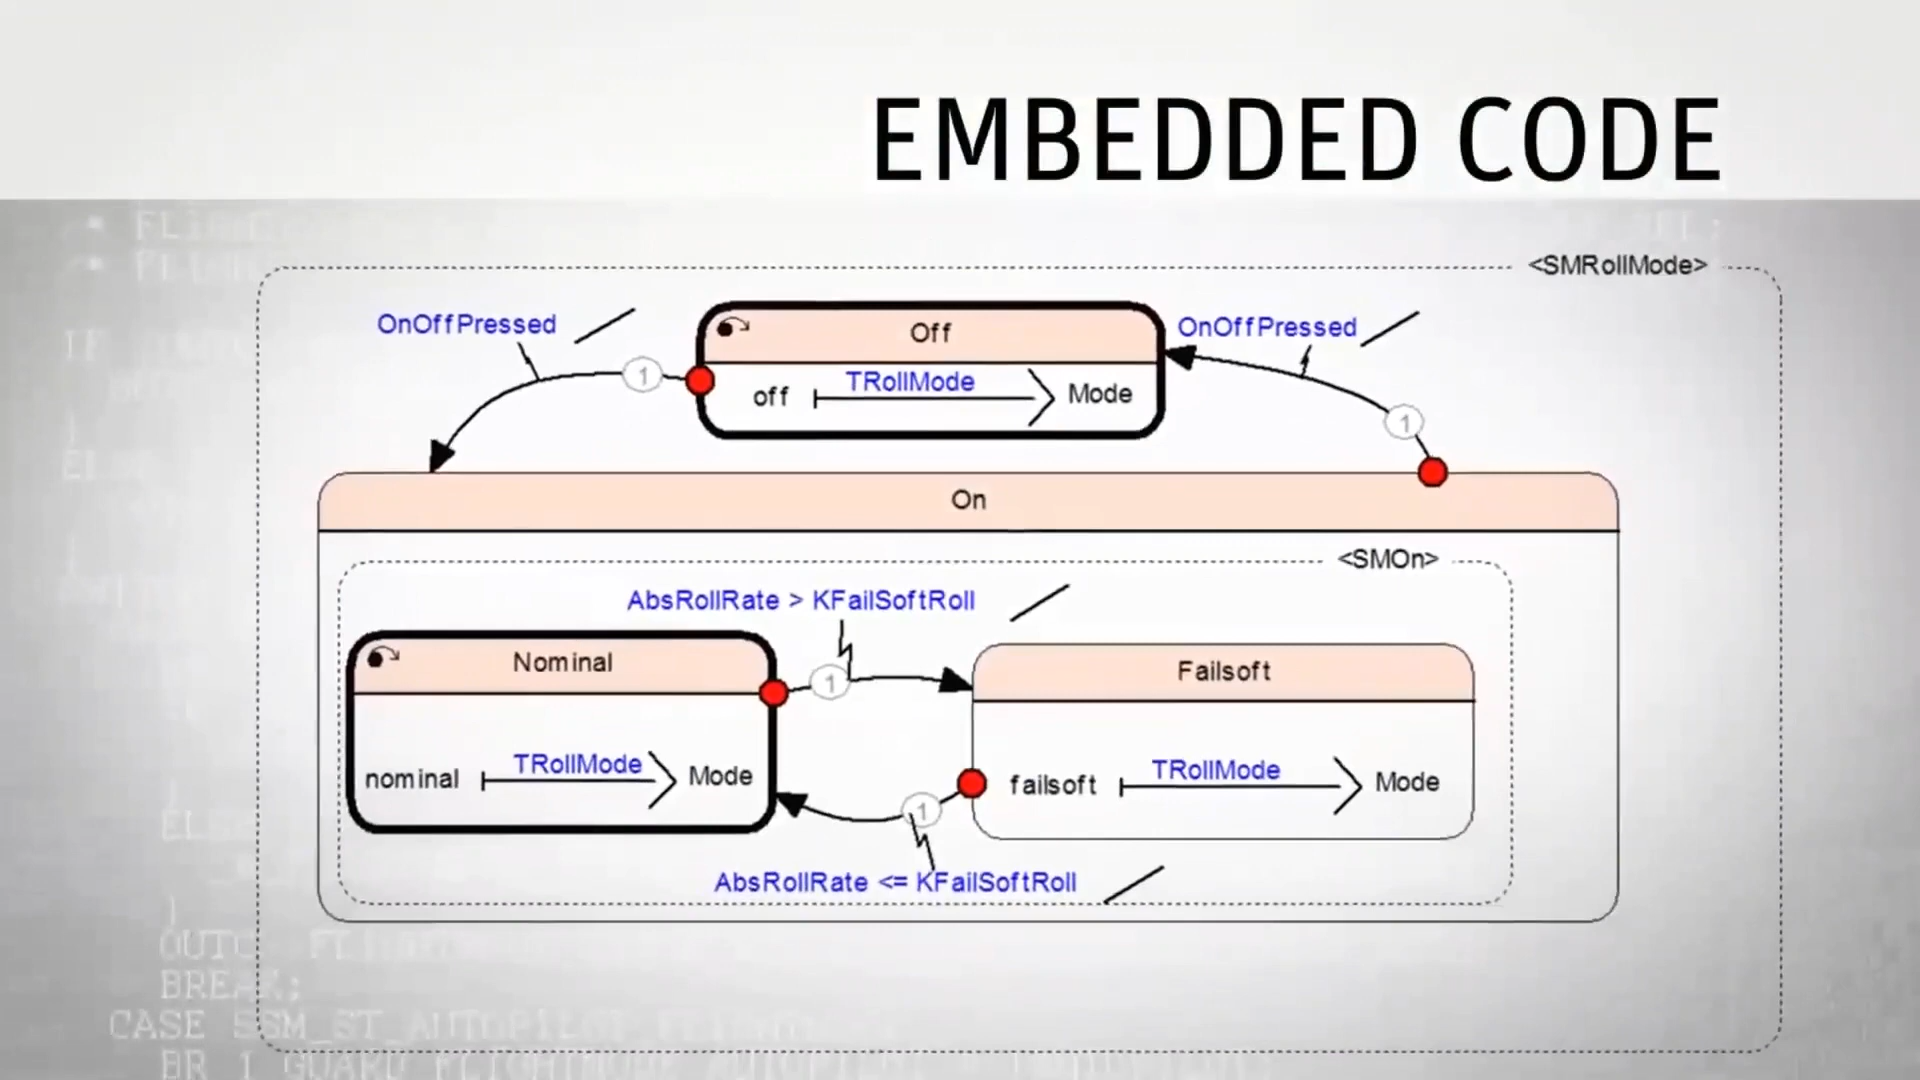 EMBEDDED CODE
<SMRollMode>
OnOffPressed
1
Off
off
TRollMode
Mode
OnOffPressed
1
On
<SMOn>
AbsRollRate > KFailSoftRoll
Nominal
1
Failsoft
nominal
TRollMode
Mode
failsoft
TRollMode
Mode
1
AbsRollRate <= KFailSoftRoll
BREAK;